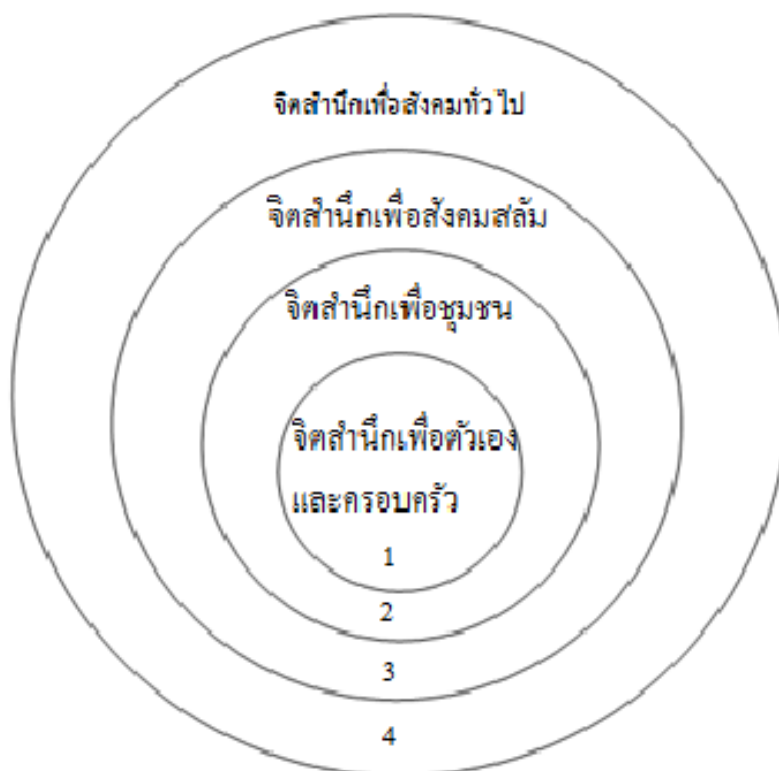 จิตสำนึกเพื่อสังคมทั่วไป
จิตสำนึกเพื่อสังคมสลัม
จิตสำนึกเพื่อชุมชน
จิตสำนึกเพื่อตัวเอง
และครอบครัว
1
2
3
4